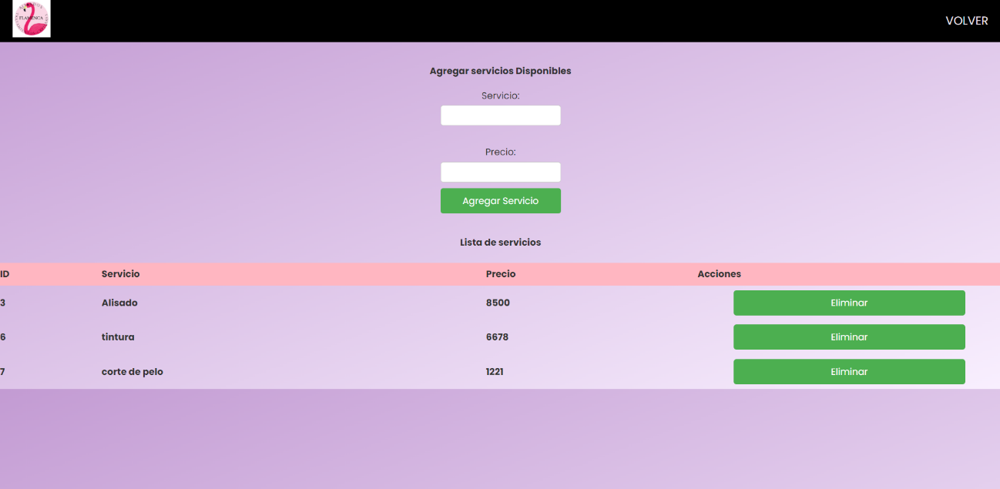 FLAMENCA
VOLVER
Agregar servicios Disponibles
Servicio:
Precio:
Agregar Servicio
Lista de servicios
ID Servicio Precio Acciones
3 Alisado 8500 Eliminar
6 tintura 6678 Eliminar
7 corte de pelo 1221 Eliminar